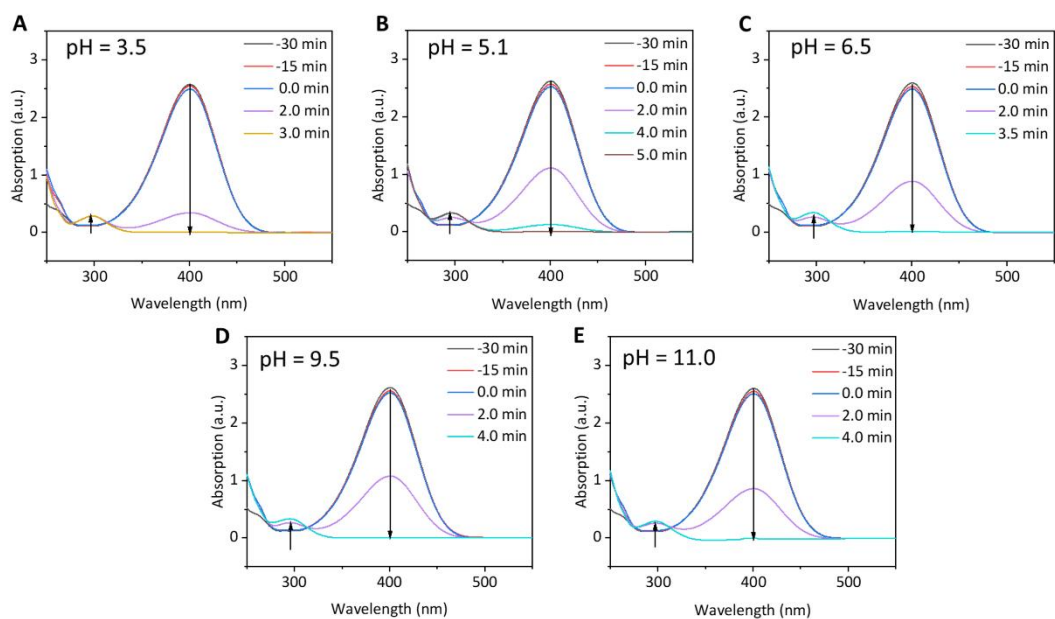 A
pH = 3.5
-30 min
-15 min
0.0 min
2.0 min
3.0 min
Absorption (a.u.)
3
2
1
0
300
400
500
Wavelength (nm)
B
pH = 5.1
-30 min
-15 min
0.0 min
2.0 min
4.0 min
5.0 min
Absorption (a.u.)
3
2
1
0
300
400
500
Wavelength (nm)
C
pH = 6.5
-30 min
-15 min
0.0 min
2.0 min
3.5 min
Absorption (a.u.)
3
2
1
0
300
400
500
Wavelength (nm)
D
pH = 9.5
-30 min
-15 min
0.0 min
2.0 min
4.0 min
Absorption (a.u.)
3
2
1
0
300
400
500
Wavelength (nm)
E
pH = 11.0
-30 min
-15 min
0.0 min
2.0 min
4.0 min
Absorption (a.u.)
3
2
1
0
300
400
500
Wavelength (nm)